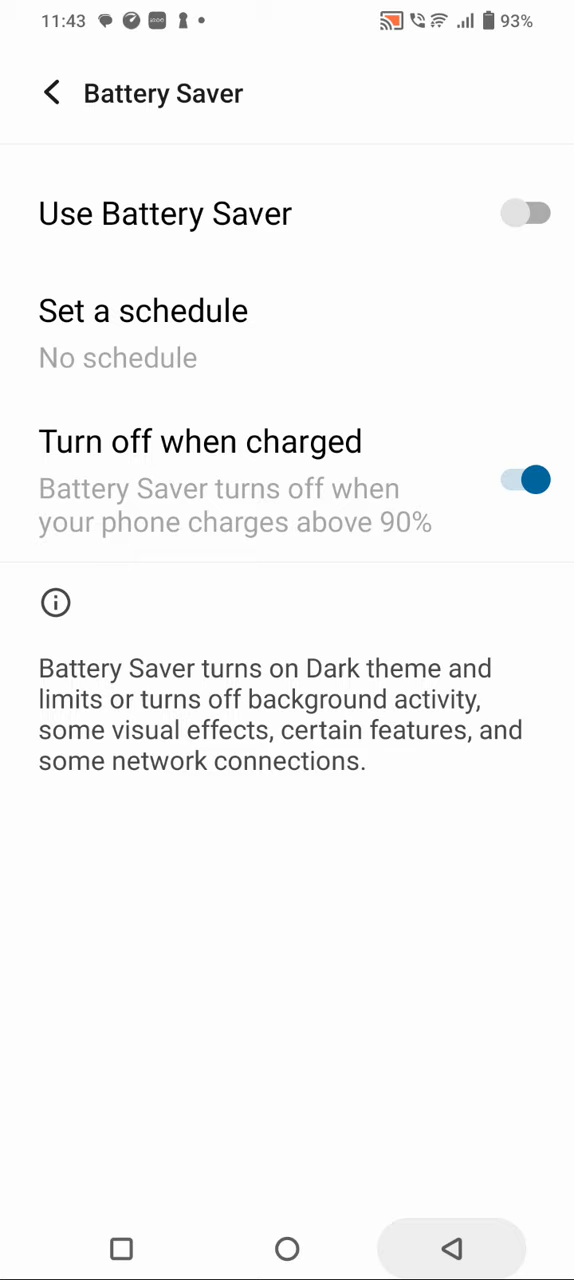 11:43 93%
Battery Saver
Use Battery Saver
Set a schedule
No schedule
Turn off when charged
Battery Saver turns off when
your phone charges above 90%
Battery Saver turns on Dark theme and
limits or turns off background activity,
some visual effects, certain features, and
some network connections.